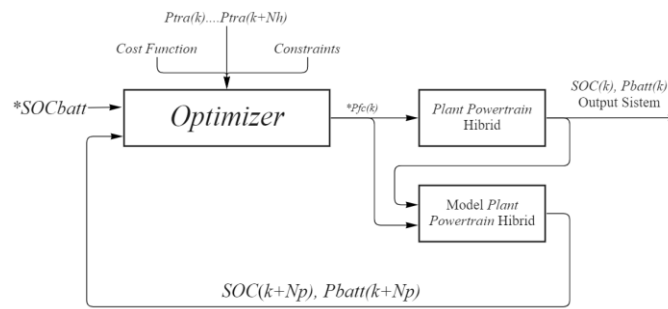 Ptra(k)....Ptra(k+Nh)
Cost Function
Constraints
*SOCbatt
Optimizer
*Pfc(k)
Plant Powertrain
Hibrid
SOC(k), Pbatt(k)
Output Sistem
Model Plant
Powertrain Hibrid
SOC(k+Np), Pbatt(k+Np)